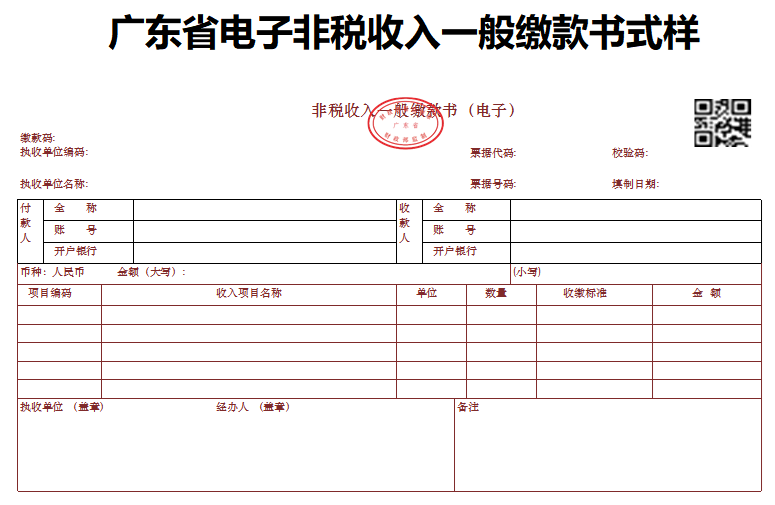 广东省电子非税收入一般缴款书式样
非税收入一般缴款书（电子）
广东省
缴款码:
执收单位编码: 票据代码: 校验码:
执收单位名称: 票据号码: 填制日期:
付款人 全 称 收款人 全 称
账 号 账 号
开户银行 开户银行
币种：人民币 金额（大写）: (小写)
项目编码 收入项目名称 单位 数量 收缴标准 金 额
执收单位 （盖章) 经办人 （盖章） 备注